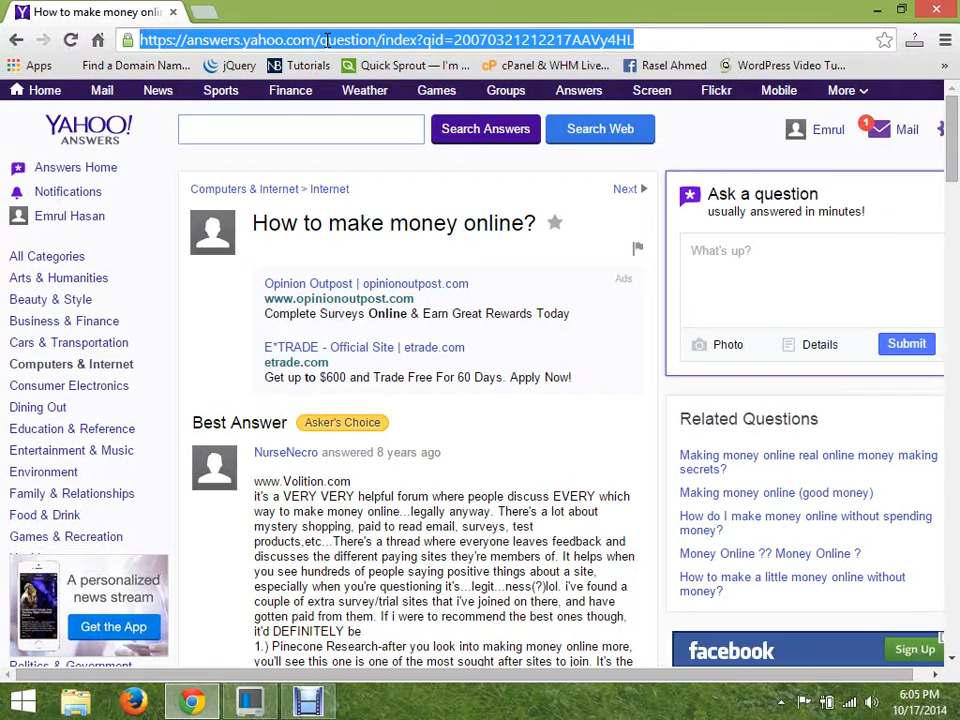 How to make money onli
https://answers.yahoo.com/question/index?qid=20070321212217AAVy4HL
Apps
Find a Domain Nam...
jQuery
Tutorials
Quick Sprout — I'm ...
cPanel & WHM Live...
Rasel Ahmed
WordPress Video Tu...
»
Home
Mail
News
Sports
Finance
Weather
Games
Groups
Answers
Screen
Flickr
Mobile
More
YAHOO!
ANSWERS
Search Answers
Search Web
Emrul
1
Mail
Answers Home
Notifications
Emrul Hasan
All Categories
Arts & Humanities
Beauty & Style
Business & Finance
Cars & Transportation
Computers & Internet
Consumer Electronics
Dining Out
Education & Reference
Entertainment & Music
Environment
Family & Relationships
Food & Drink
Games & Recreation
A personalized
news stream
Get the App
Politics & Government
Computers & Internet > Internet
Next
How to make money online?
Ads
Opinion Outpost | opinionoutpost.com
www.opinionoutpost.com
Complete Surveys Online & Earn Great Rewards Today
E*TRADE - Official Site | etrade.com
etrade.com
Get up to $600 and Trade Free For 60 Days. Apply Now!
Best Answer
Asker's Choice
NurseNecro answered 8 years ago
www.Volition.com
it's a VERY VERY helpful forum where people discuss EVERY which
way to make money online...legally anyway. There's a lot about
mystery shopping, paid to read email, surveys, test
products,etc...There's a thread where everyone leaves feedback and
discusses the different paying sites they're members of. It helps when
you see hundreds of people saying positive things about a site,
especially when you're questioning it's...legit...ness(?)lol. i've found a
couple of extra survey/trial sites that i've joined on there, and have
gotten paid from them. If i were to recommend the best ones though,
it'd DEFINITELY be
1.) Pinecone Research-after you look into making money online more,
you'll see this one is one of the most sought after sites to join. It's the
Ask a question
usually answered in minutes!
What's up?
Photo
Details
Submit
Related Questions
Making money online real online money making
secrets?
Making money online (good money)
How do I make money online without spending
money?
Money Online ?? Money Online ?
How to make a little money online without
money?
facebook
Sign Up
6:05 PM
10/17/2014